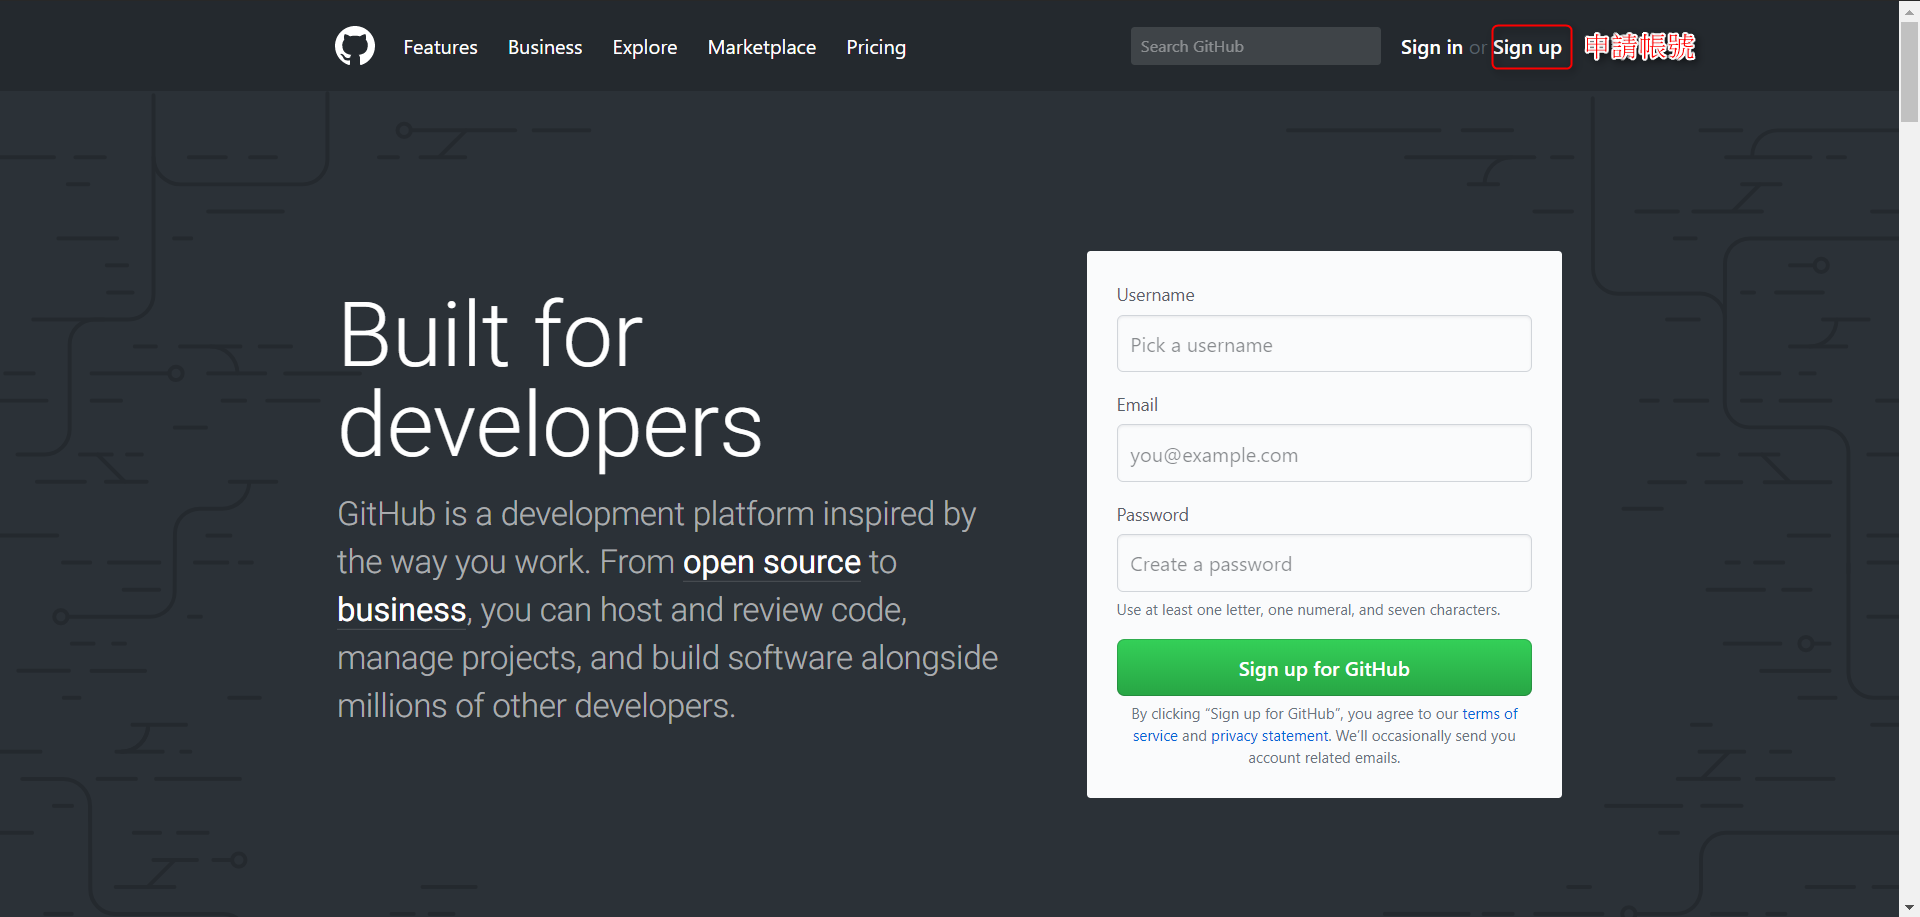 Features Business Explore Marketplace Pricing Search GitHub Sign in or Sign up 申請帳號
Built for
developers
GitHub is a development platform inspired by
the way you work. From open source to
business, you can host and review code,
manage projects, and build software alongside
millions of other developers.
Username
Pick a username
Email
you@example.com
Password
Create a password
Use at least one letter, one numeral, and seven characters.
Sign up for GitHub
By clicking “Sign up for GitHub”, you agree to our terms of
service and privacy statement. We’ll occasionally send you
account related emails.